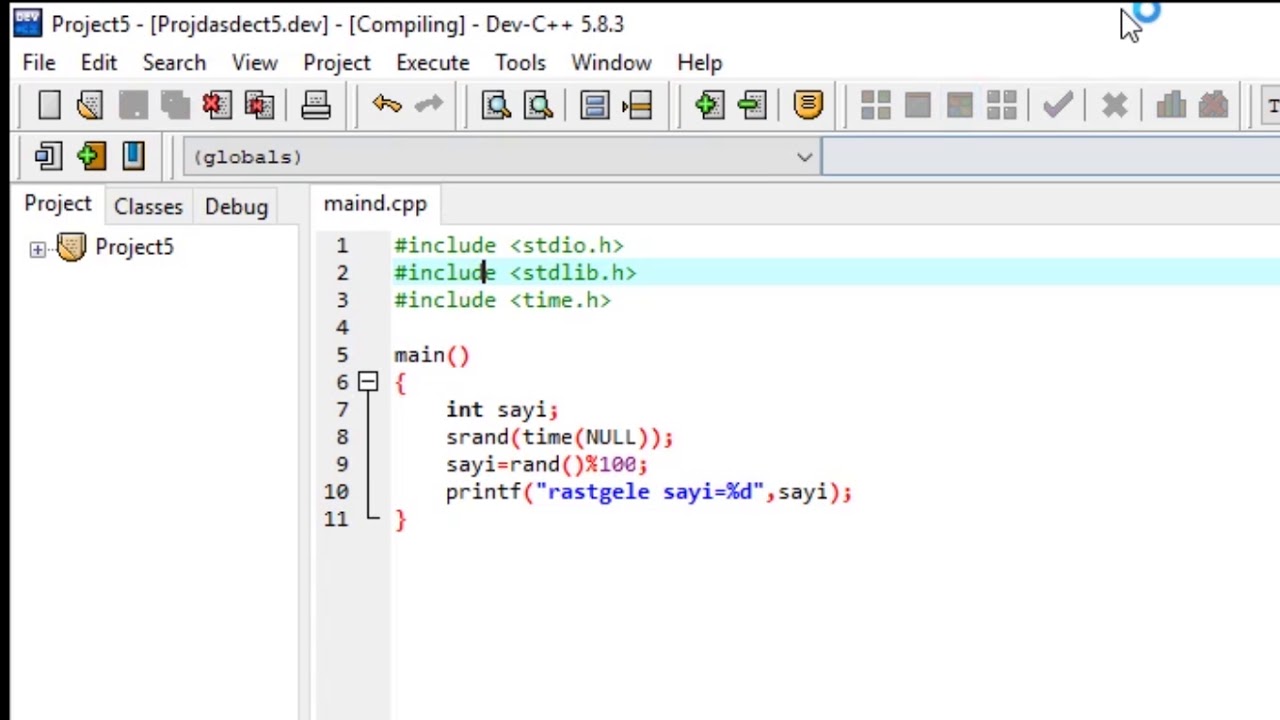 Project5 - [Projdasdect5.dev] - [Compiling] - Dev-C++ 5.8.3
File Edit Search View Project Execute Tools Window Help
(globals)
Project Classes Debug
maind.cpp
Project5
1 #include <stdio.h>
2 #include <stdlib.h>
3 #include <time.h>
4
5 main()
6 {
7 int sayi;
8 srand(time(NULL));
9 sayi=rand()%100;
10 printf("rastgele sayi=%d",sayi);
11 }